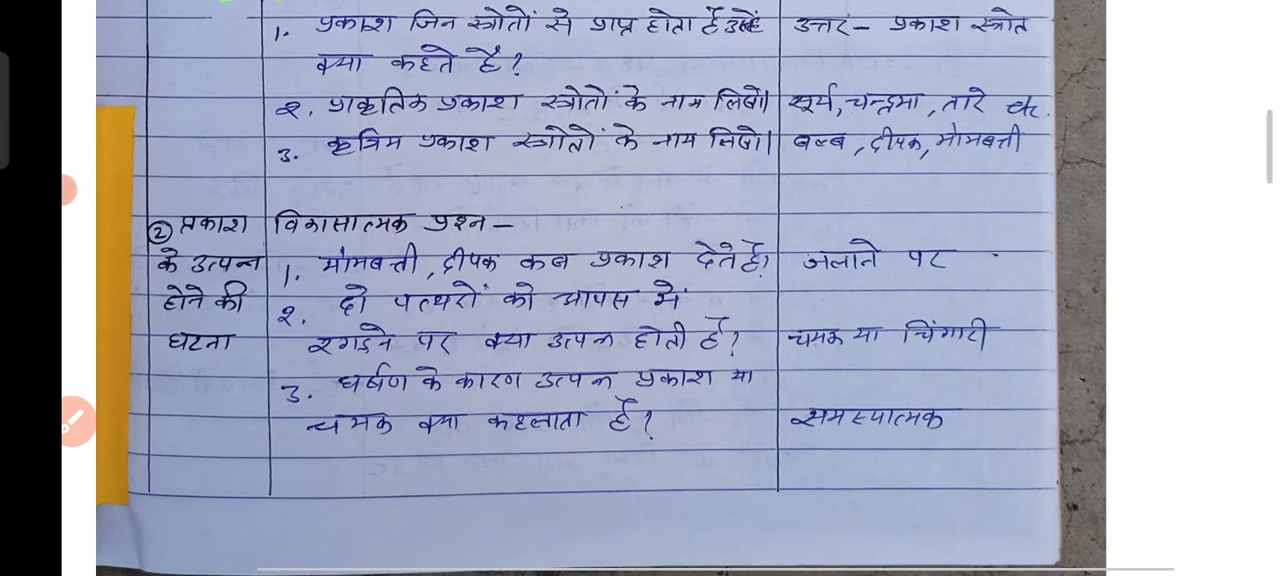 1. प्रकाश जिन स्त्रोतों से प्राप्त होता है उन्हें उत्तर - प्रकाश स्त्रोत
क्या कहते है?
2. प्राकृतिक प्रकाश स्त्रोतों के नाम लिखो। सूर्य, चन्द्रमा, तारे etc.
3. कृत्रिम प्रकाश स्त्रोतों के नाम लिखो। बल्ब, दीपक, मोमबत्ती
② प्रकाश विकासात्मक प्रश्न -
के उत्पन्न 1. मोमबत्ती, दीपक कब प्रकाश देते है? जलाने पर
होने की 2. दो पत्थरों को आपस में
घटना रगडने पर क्या उत्पन्न होती है? चमक या चिंगारी
3. घर्षण के कारण उत्पन्न प्रकाश या
चमक क्या कहलाता है? समस्यात्मक